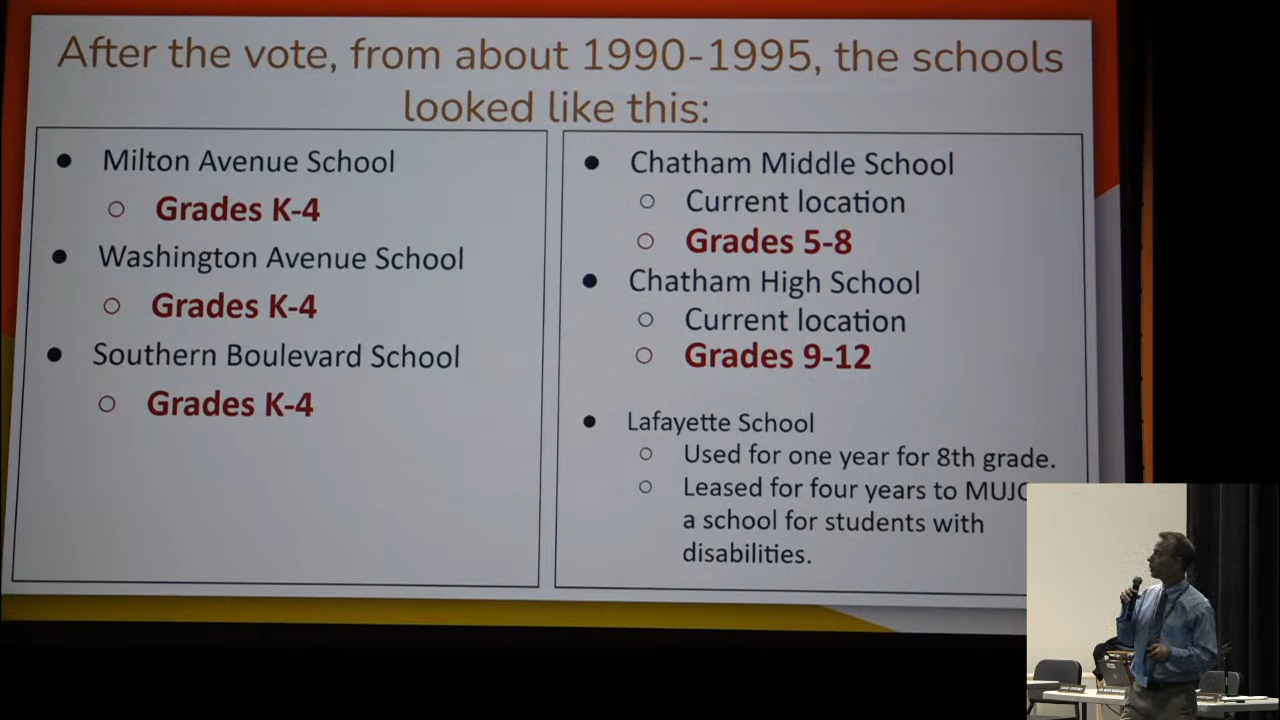 After the vote, from about 1990-1995, the schools
looked like this:
● Milton Avenue School
○ Grades K-4
● Washington Avenue School
○ Grades K-4
● Southern Boulevard School
○ Grades K-4
● Chatham Middle School
○ Current location
○ Grades 5-8
● Chatham High School
○ Current location
○ Grades 9-12
● Lafayette School
○ Used for one year for 8th grade.
○ Leased for four years to
a school for students with
disabilities.